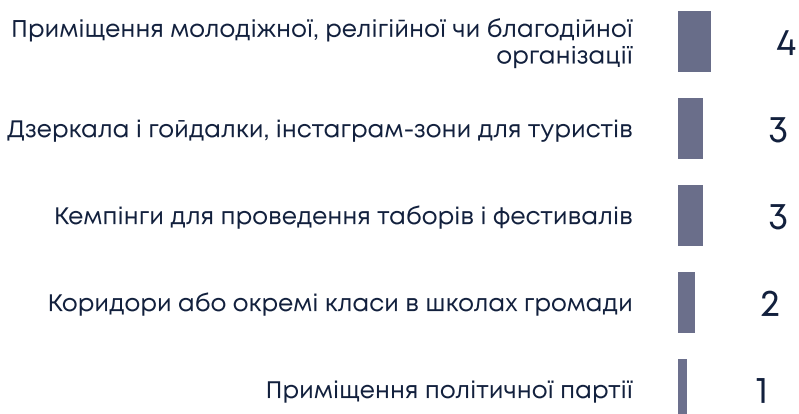 Приміщення молодіжної, релігійної чи благодійної
організації
4
Дзеркала і гойдалки, інстаграм-зони для туристів
3
Кемпінги для проведення таборів і фестивалів
3
Коридори або окремі класи в школах громади
2
Приміщення політичної партії
1